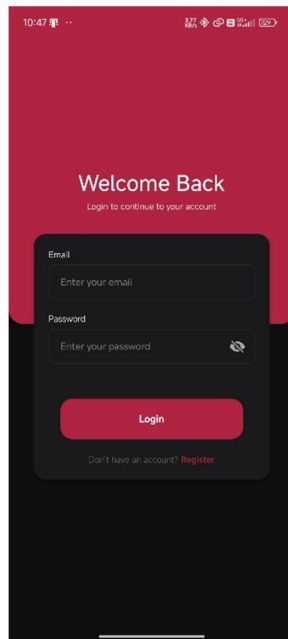 10:47
Welcome Back
Login to continue to your account
Email
Enter your email
Password
Enter your password
Login
Don't have an account? Register